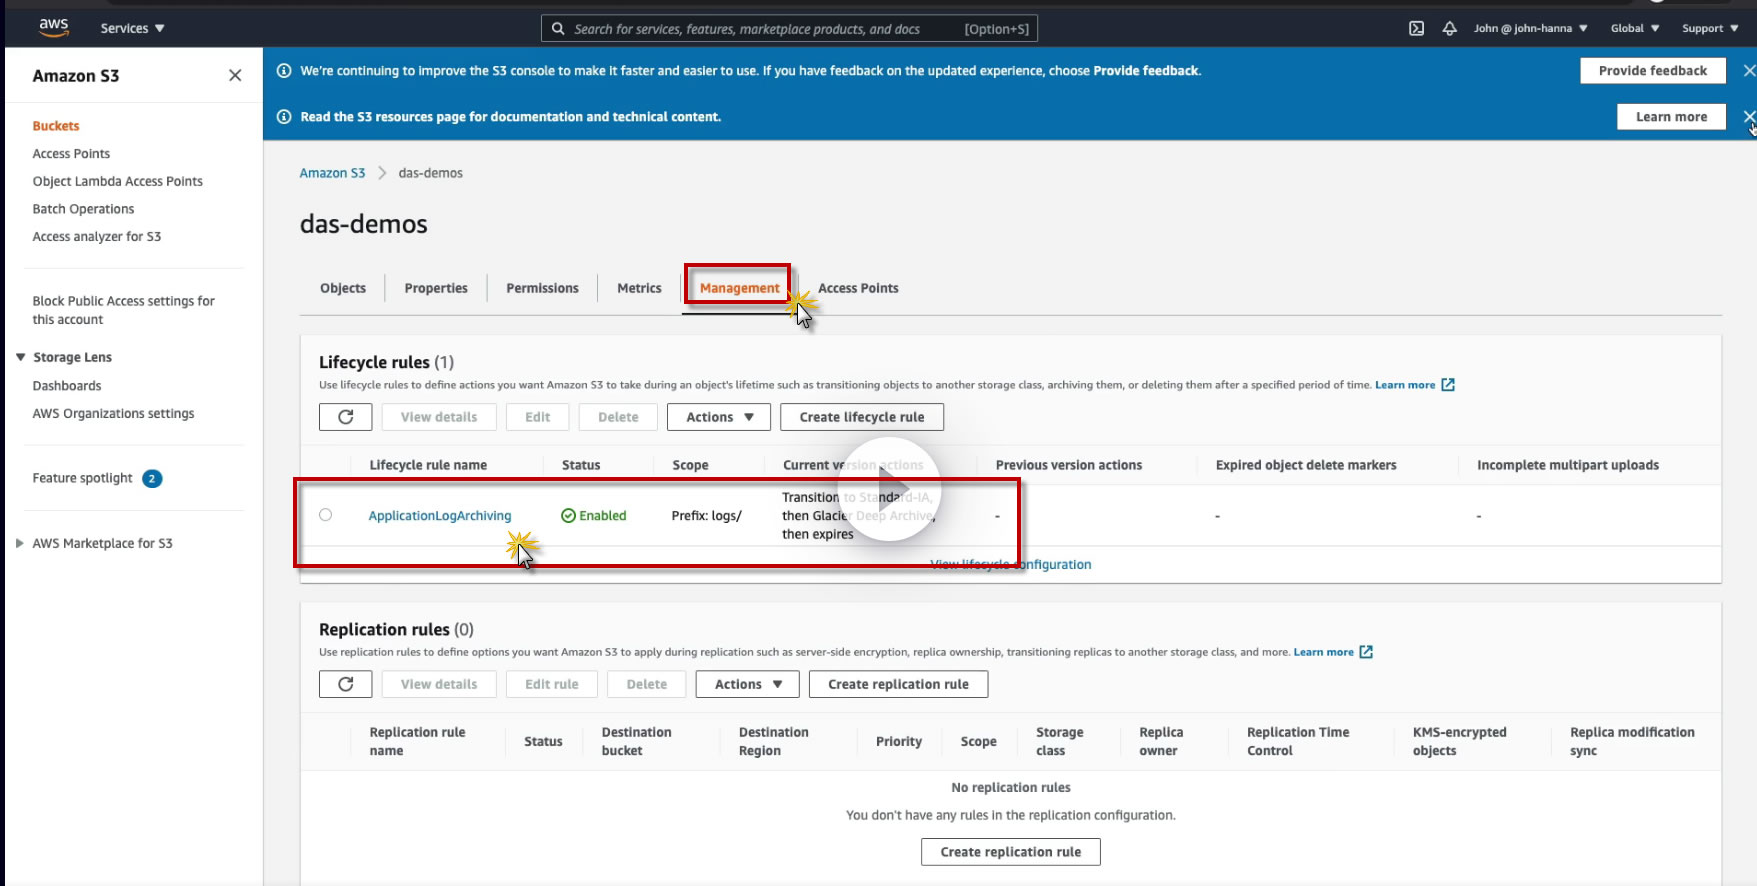 aws
Services
Search for services, features, marketplace products, and docs [Option+S]
John @ john-hanna
Global
Support
Amazon S3
Buckets
Access Points
Object Lambda Access Points
Batch Operations
Access analyzer for S3
Block Public Access settings for
this account
Storage Lens
Dashboards
AWS Organizations settings
Feature spotlight 2
AWS Marketplace for S3
We're continuing to improve the S3 console to make it faster and easier to use. If you have feedback on the updated experience, choose Provide feedback.
Provide feedback
Read the S3 resources page for documentation and technical content.
Learn more
Amazon S3 > das-demos
das-demos
Objects
Properties
Permissions
Metrics
Management
Access Points
Lifecycle rules (1)
Use lifecycle rules to define actions you want Amazon S3 to take during an object's lifetime such as transitioning objects to another storage class, archiving them, or deleting them after a specified period of time. Learn more
View details
Edit
Delete
Actions
Create lifecycle rule
Lifecycle rule name
Status
Scope
Current version actions
Previous version actions
Expired object delete markers
Incomplete multipart uploads
ApplicationLogArchiving
Enabled
Prefix: logs/
Transition to Standard-IA,
then Glacier Deep Archive,
then expires
-
-
-
View lifecycle configuration
Replication rules (0)
Use replication rules to define options you want Amazon S3 to apply during replication such as server-side encryption, replica ownership, transitioning replicas to another storage class, and more. Learn more
View details
Edit rule
Delete
Actions
Create replication rule
Replication rule
name
Status
Destination
bucket
Destination
Region
Priority
Scope
Storage
class
Replica
owner
Replication Time
Control
KMS-encrypted
objects
Replica modification
sync
No replication rules
You don't have any rules in the replication configuration.
Create replication rule